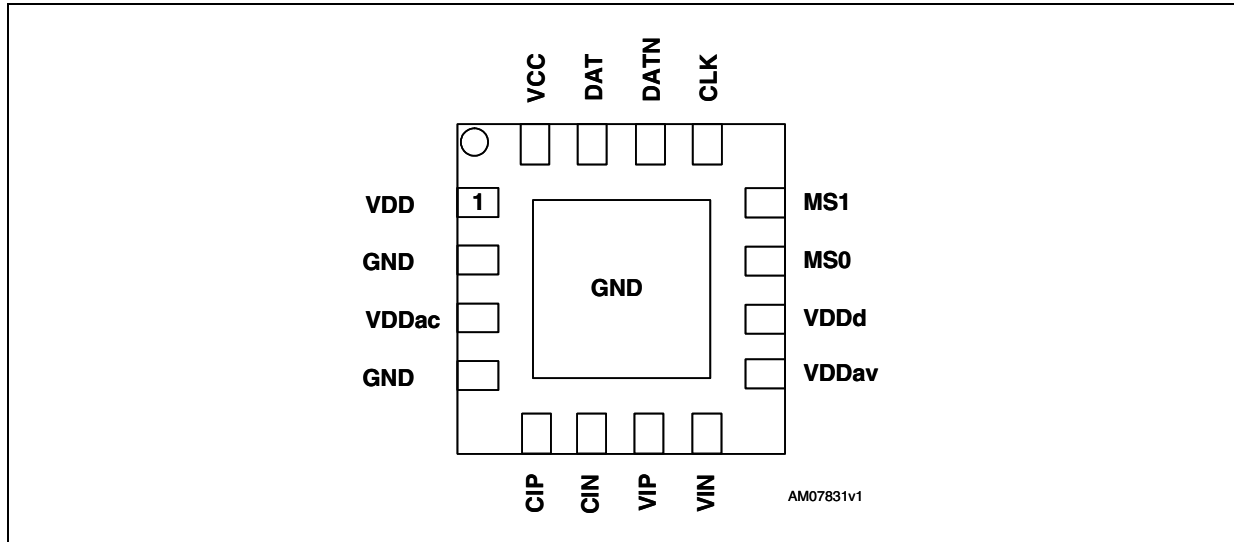 VCC
DAT
DATN
CLK
VDD
1
MS1
GND
MS0
GND
VDDac
VDDd
GND
VDDav
CIP
CIN
VIP
VIN
AM07831v1